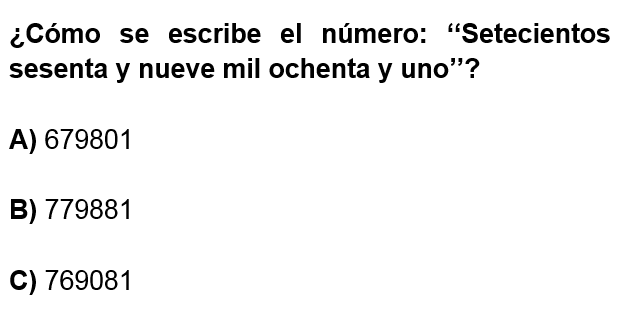 ¿Cómo se escribe el número: ‘‘Setecientos
sesenta y nueve mil ochenta y uno’’?
A) 679801
B) 779881
C) 769081